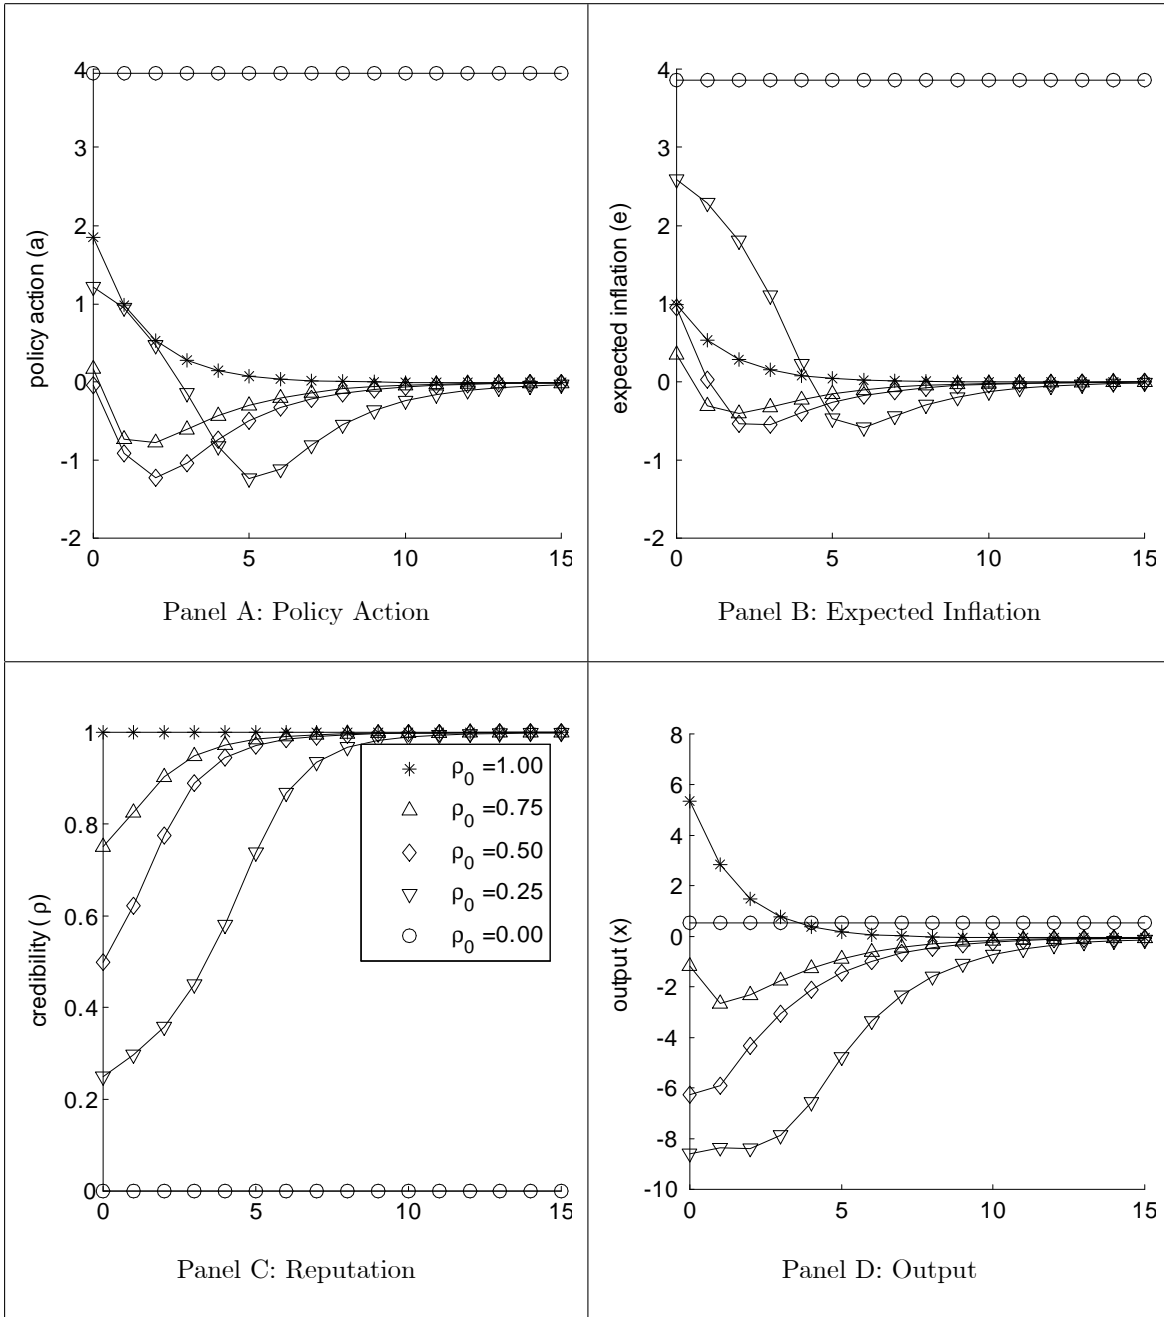 4
3
2
1
0
-1
-2
policy action (a)
0 5 10 15
Panel A: Policy Action
4
3
2
1
0
-1
-2
expected inflation (e)
0 5 10 15
Panel B: Expected Inflation
1
0.8
0.6
0.4
0.2
0
credibility ( ρ)
0 5 10 15
ρ0 =1.00
ρ0 =0.75
ρ0 =0.50
ρ0 =0.25
ρ0 =0.00
Panel C: Reputation
8
6
4
2
0
-2
-4
-6
-8
-10
output (x)
0 5 10 15
Panel D: Output